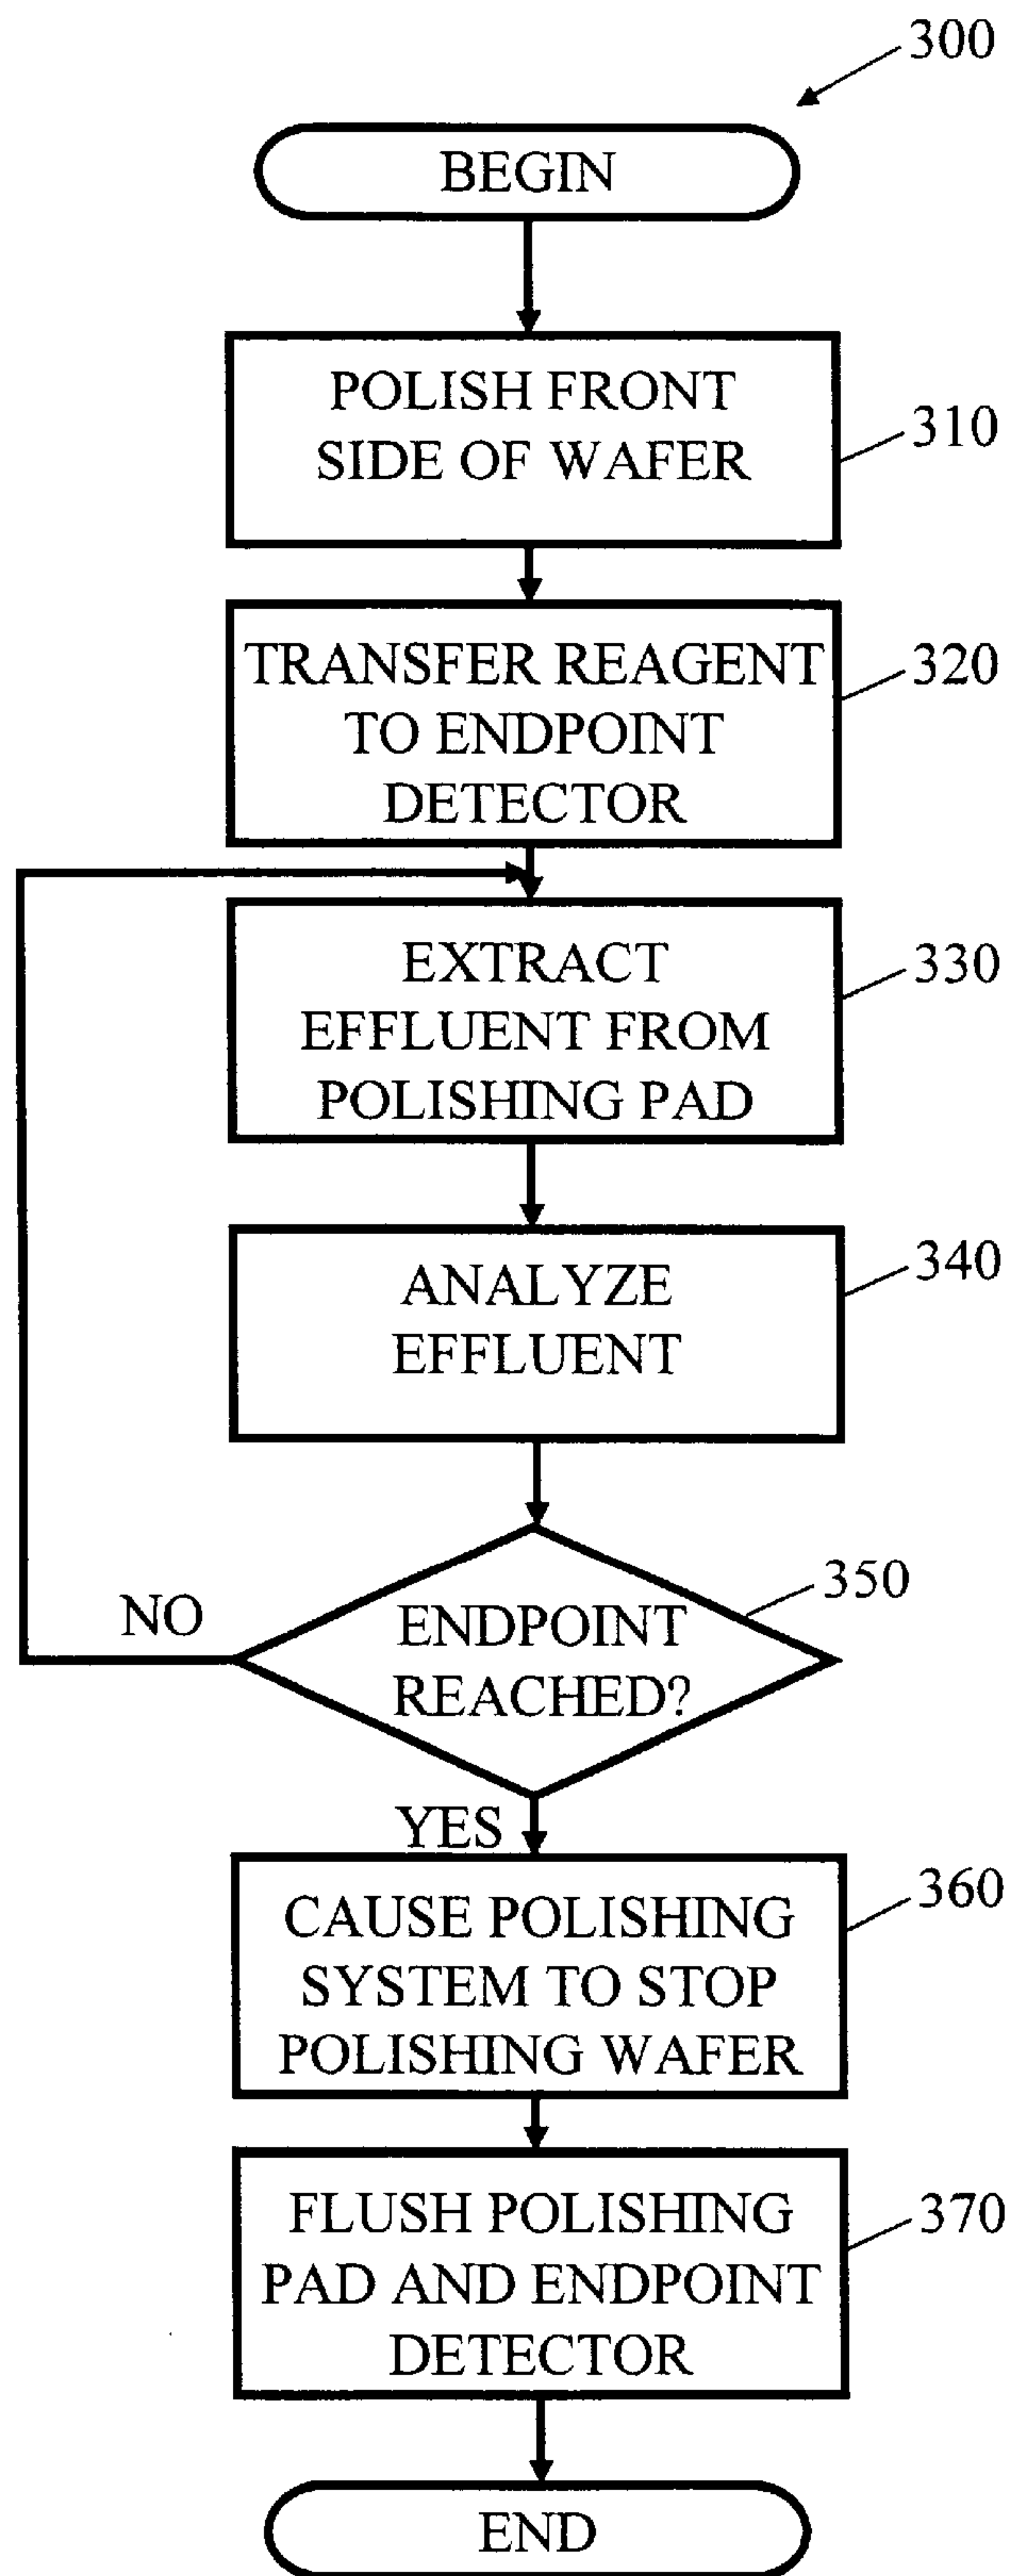 300
BEGIN
POLISH FRONT
SIDE OF WAFER
310
TRANSFER REAGENT
TO ENDPOINT
DETECTOR
320
EXTRACT
EFFLUENT FROM
POLISHING PAD
330
ANALYZE
EFFLUENT
340
ENDPOINT
REACHED?
350
NO
YES
CAUSE POLISHING
SYSTEM TO STOP
POLISHING WAFER
360
FLUSH POLISHING
PAD AND ENDPOINT
DETECTOR
370
END